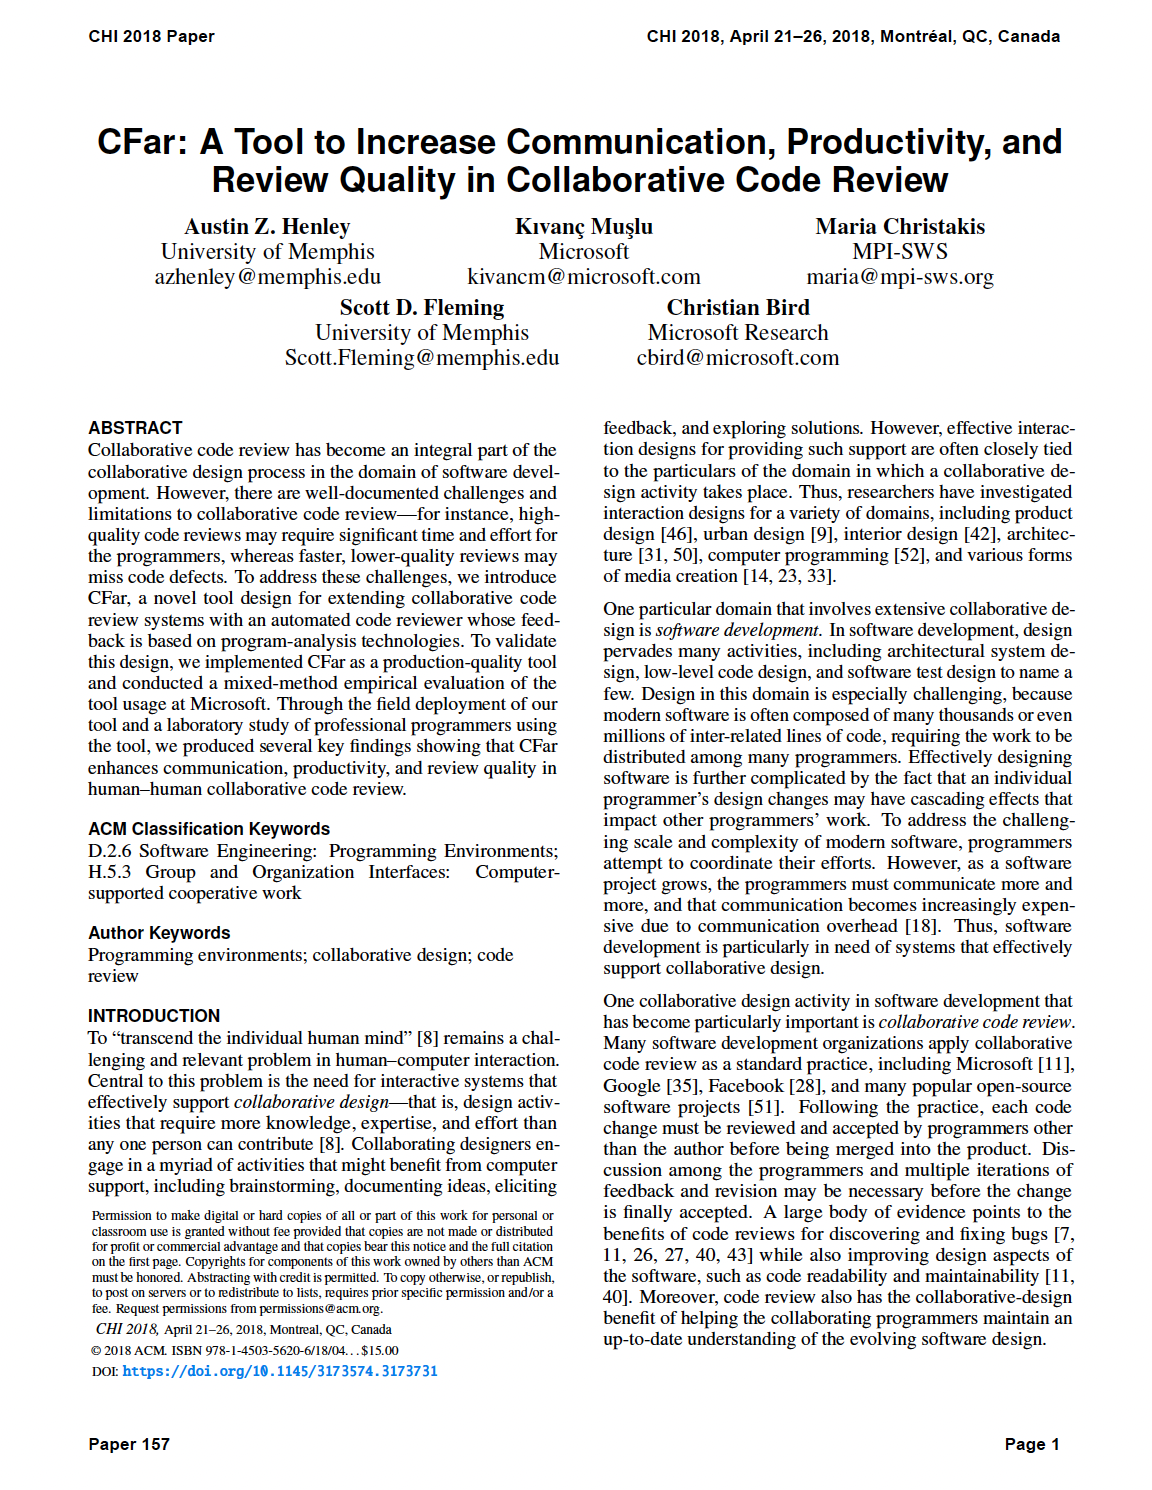 CHI 2018 Paper
CHI 2018, April 21–26, 2018, Montréal, QC, Canada
CFar: A Tool to Increase Communication, Productivity, and
Review Quality in Collaborative Code Review
Austin Z. Henley
University of Memphis
azhenley@memphis.edu
Kıvanç Muşlu
Microsoft
kivancm@microsoft.com
Maria Christakis
MPI-SWS
maria@mpi-sws.org
Scott D. Fleming
University of Memphis
Scott.Fleming@memphis.edu
Christian Bird
Microsoft Research
cbird@microsoft.com
ABSTRACT
Collaborative code review has become an integral part of the
collaborative design process in the domain of software devel-
opment. However, there are well-documented challenges and
limitations to collaborative code review—for instance, high-
quality code reviews may require significant time and effort for
the programmers, whereas faster, lower-quality reviews may
miss code defects. To address these challenges, we introduce
CFar, a novel tool design for extending collaborative code
review systems with an automated code reviewer whose feed-
back is based on program-analysis technologies. To validate
this design, we implemented CFar as a production-quality tool
and conducted a mixed-method empirical evaluation of the
tool usage at Microsoft. Through the field deployment of our
tool and a laboratory study of professional programmers using
the tool, we produced several key findings showing that CFar
enhances communication, productivity, and review quality in
human–human collaborative code review.
ACM Classification Keywords
D.2.6 Software Engineering: Programming Environments;
H.5.3 Group and Organization Interfaces: Computer-
supported cooperative work
Author Keywords
Programming environments; collaborative design; code
review
INTRODUCTION
To “transcend the individual human mind” [8] remains a chal-
lenging and relevant problem in human–computer interaction.
Central to this problem is the need for interactive systems that
effectively support collaborative design—that is, design activ-
ities that require more knowledge, expertise, and effort than
any one person can contribute [8]. Collaborating designers en-
gage in a myriad of activities that might benefit from computer
support, including brainstorming, documenting ideas, eliciting
Permission to make digital or hard copies of all or part of this work for personal or
classroom use is granted without fee provided that copies are not made or distributed
for profit or commercial advantage and that copies bear this notice and the full citation
on the first page. Copyrights for components of this work owned by others than ACM
must be honored. Abstracting with credit is permitted. To copy otherwise, or republish,
to post on servers or to redistribute to lists, requires prior specific permission and/or a
fee. Request permissions from permissions@acm.org.
CHI 2018, April 21–26, 2018, Montreal, QC, Canada
© 2018 ACM. ISBN 978-1-4503-5620-6/18/04. . . $15.00
DOI: https://doi.org/10.1145/3173574.3173731
feedback, and exploring solutions. However, effective interac-
tion designs for providing such support are often closely tied
to the particulars of the domain in which a collaborative de-
sign activity takes place. Thus, researchers have investigated
interaction designs for a variety of domains, including product
design [46], urban design [9], interior design [42], architec-
ture [31, 50], computer programming [52], and various forms
of media creation [14, 23, 33].
One particular domain that involves extensive collaborative de-
sign is software development. In software development, design
pervades many activities, including architectural system de-
sign, low-level code design, and software test design to name a
few. Design in this domain is especially challenging, because
modern software is often composed of many thousands or even
millions of inter-related lines of code, requiring the work to be
distributed among many programmers. Effectively designing
software is further complicated by the fact that an individual
programmer’s design changes may have cascading effects that
impact other programmers’ work. To address the challeng-
ing scale and complexity of modern software, programmers
attempt to coordinate their efforts. However, as a software
project grows, the programmers must communicate more and
more, and that communication becomes increasingly expen-
sive due to communication overhead [18]. Thus, software
development is particularly in need of systems that effectively
support collaborative design.
One collaborative design activity in software development that
has become particularly important is collaborative code review.
Many software development organizations apply collaborative
code review as a standard practice, including Microsoft [11],
Google [35], Facebook [28], and many popular open-source
software projects [51]. Following the practice, each code
change must be reviewed and accepted by programmers other
than the author before being merged into the product. Dis-
cussion among the programmers and multiple iterations of
feedback and revision may be necessary before the change
is finally accepted. A large body of evidence points to the
benefits of code reviews for discovering and fixing bugs [7,
11, 26, 27, 40, 43] while also improving design aspects of
the software, such as code readability and maintainability [11,
40]. Moreover, code review also has the collaborative-design
benefit of helping the collaborating programmers maintain an
up-to-date understanding of the evolving software design.
Paper 157
Page 1